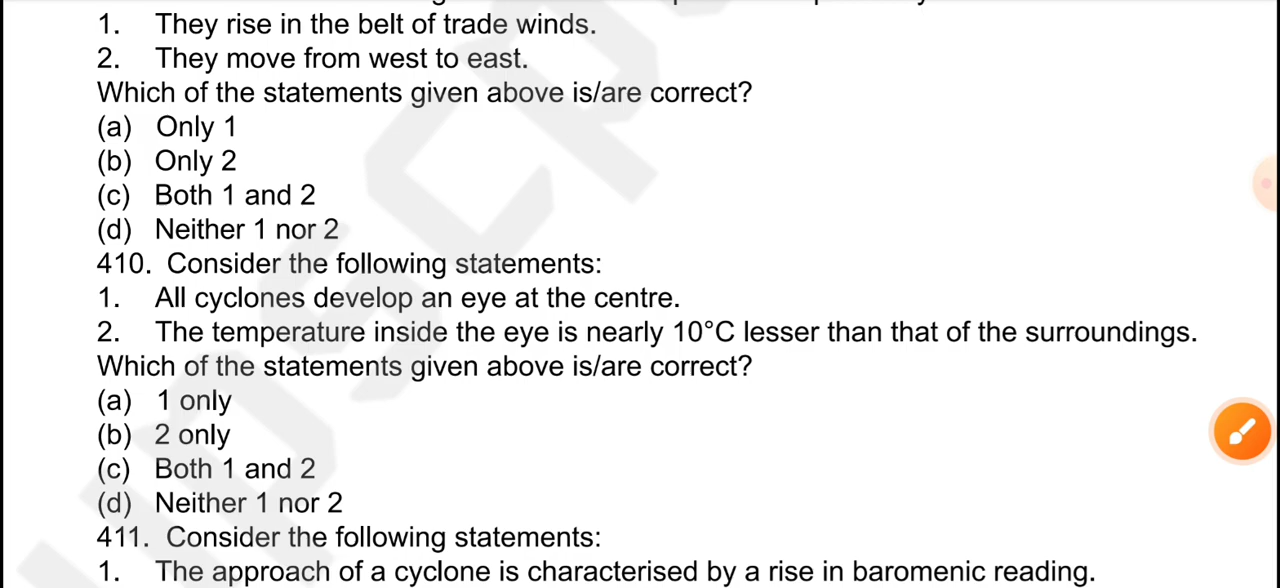 1. They rise in the belt of trade winds.
2. They move from west to east.
Which of the statements given above is/are correct?
(a) Only 1
(b) Only 2
(c) Both 1 and 2
(d) Neither 1 nor 2
410. Consider the following statements:
1. All cyclones develop an eye at the centre.
2. The temperature inside the eye is nearly 10°C lesser than that of the surroundings.
Which of the statements given above is/are correct?
(a) 1 only
(b) 2 only
(c) Both 1 and 2
(d) Neither 1 nor 2
411. Consider the following statements:
1. The approach of a cyclone is characterised by a rise in baromenic reading.